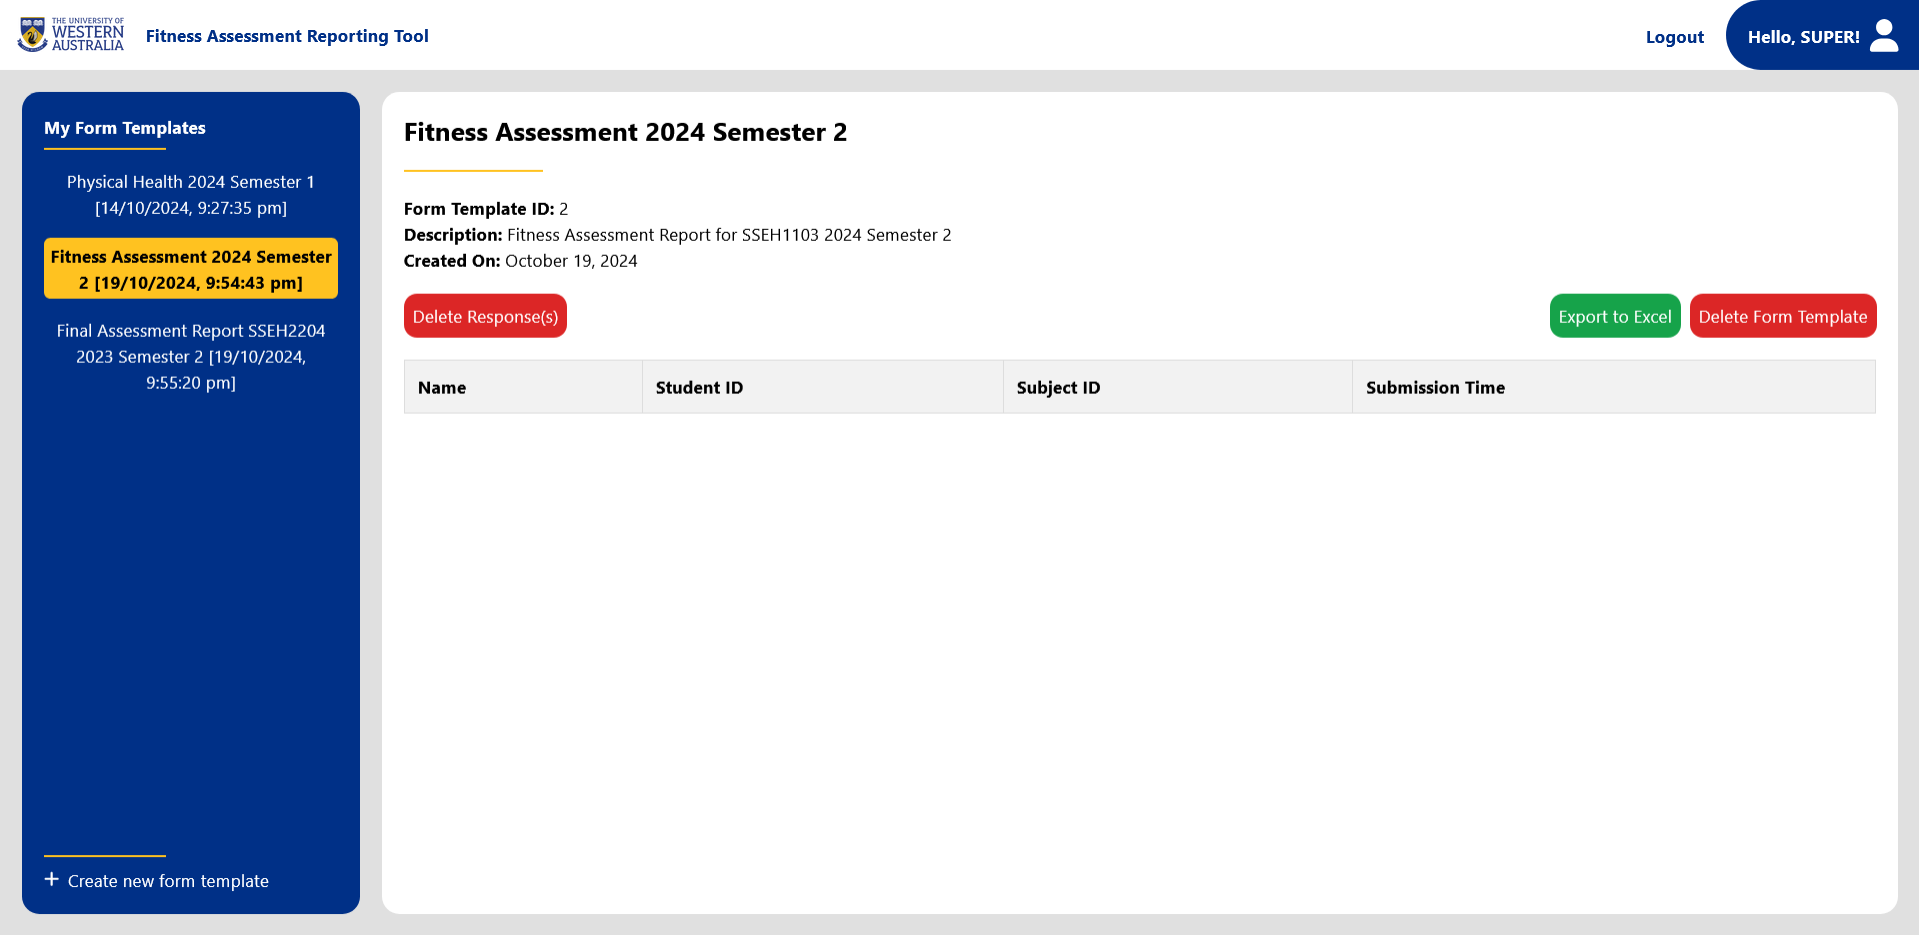 THE UNIVERSITY OF
WESTERN
AUSTRALIA
Fitness Assessment Reporting Tool
Logout
Hello, SUPER!
My Form Templates
Physical Health 2024 Semester 1
[14/10/2024, 9:27:35 pm]
Fitness Assessment 2024 Semester
2 [19/10/2024, 9:54:43 pm]
Final Assessment Report SSEH2204
2023 Semester 2 [19/10/2024,
9:55:20 pm]
+ Create new form template
Fitness Assessment 2024 Semester 2
Form Template ID: 2
Description: Fitness Assessment Report for SSEH1103 2024 Semester 2
Created On: October 19, 2024
Delete Response(s)
Export to Excel
Delete Form Template
Name
Student ID
Subject ID
Submission Time